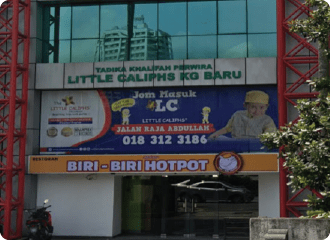 TADIKA KHALIFAH PERWIRA
LITTLE CALIPHS KG BARU
Jom Masuk
LC
LITTLE CALIPHS
JALAN RAJA ABDULLAH
018 312 3186
RESTORAN
BIRI - BIRI HOTPOT